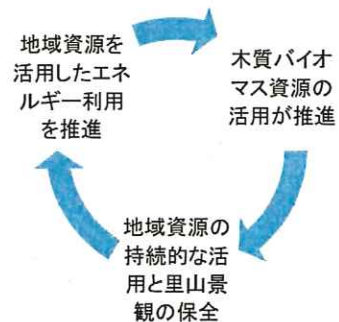 地域資源を
活用したエネ
ルギー利用
を推進
木質バイオ
マス資源の
活用が推進
地域資源の
持続的な活
用と里山景
観の保全